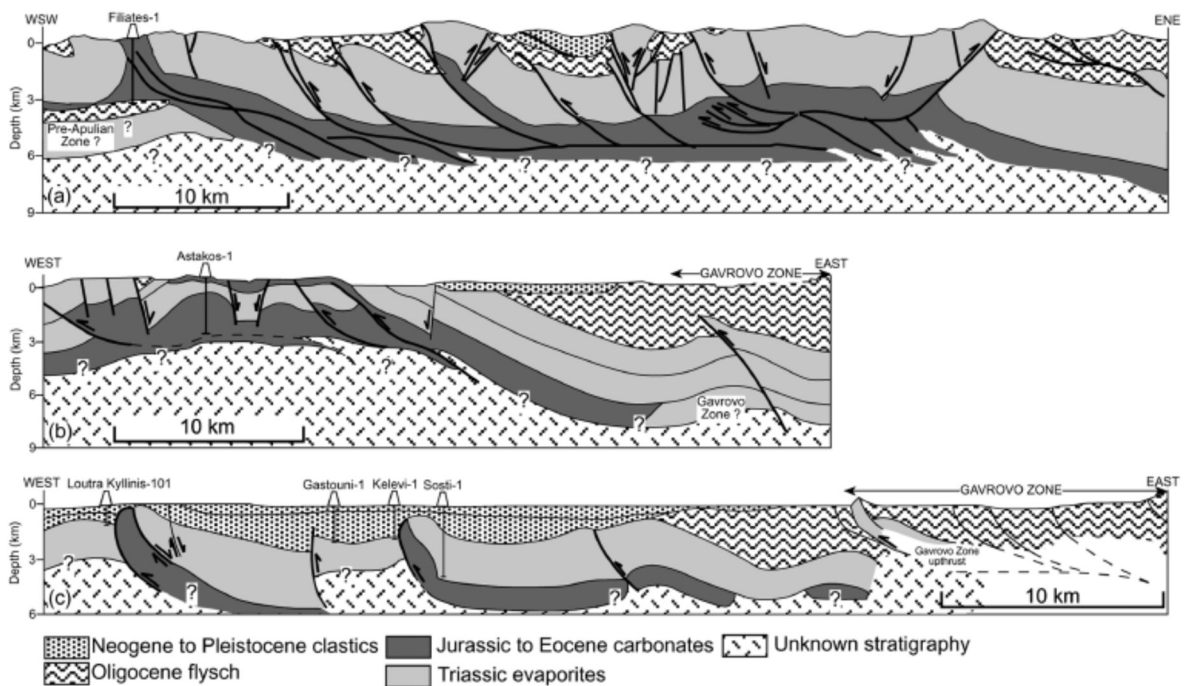 (a)
WSW
Filiates-1
ENE
0
3
6
9
Depth (km)
Pre-Apulian
Zone ?
?
?
?
?
?
?
?
?
10 km
WEST
Astakos-1
GAVROVO ZONE
EAST
0
3
6
9
Depth (km)
?
?
?
?
?
Gavrovo
Zone ?
(b)
10 km
WEST
Loutra Kyllinis-101
Gastouni-1
Kelevi-1
Sosti-1
GAVROVO ZONE
EAST
0
3
6
Depth (km)
?
?
?
?
?
?
Gavrovo Zone
upthrust
(c)
10 km
Neogene to Pleistocene clastics
Jurassic to Eocene carbonates
Unknown stratigraphy
Oligocene flysch
Triassic evaporites